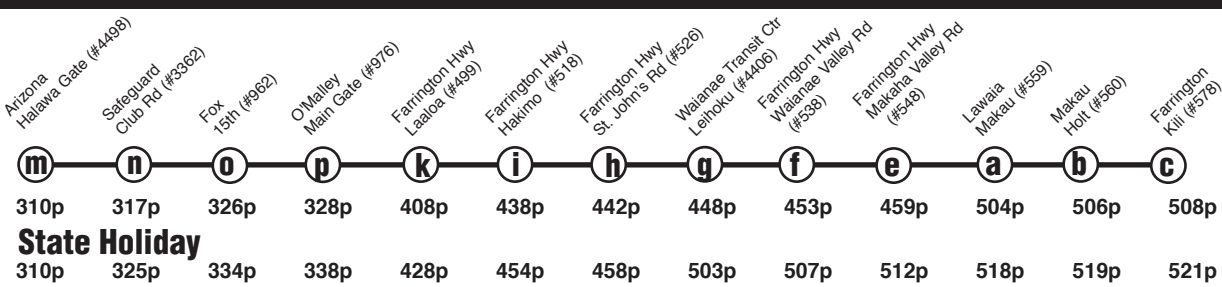 Arizona
Halawa Gate (#4498)
Safeguard
Club Rd (#3362)
Fox
15th (#962)
O'Malley
Main Gate (#976)
Farrington Hwy
Laaloa (#499)
Farrington Hwy
Hakimo (#518)
Farrington Hwy
St. John's Rd (#526)
Waianae Transit Ctr
Leihoku (#4406)
Farrington Hwy
Waianae Valley Rd
(#538)
Farrington Hwy
Makaha Valley Rd
(#548)
Lawaia
Makau (#559)
Makau
Holt (#560)
Farrington
Kili (#578)
m n o p k i h g f e a b c
310p 317p 326p 328p 408p 438p 442p 448p 453p 459p 504p 506p 508p
State Holiday
310p 325p 334p 338p 428p 454p 458p 503p 507p 512p 518p 519p 521p